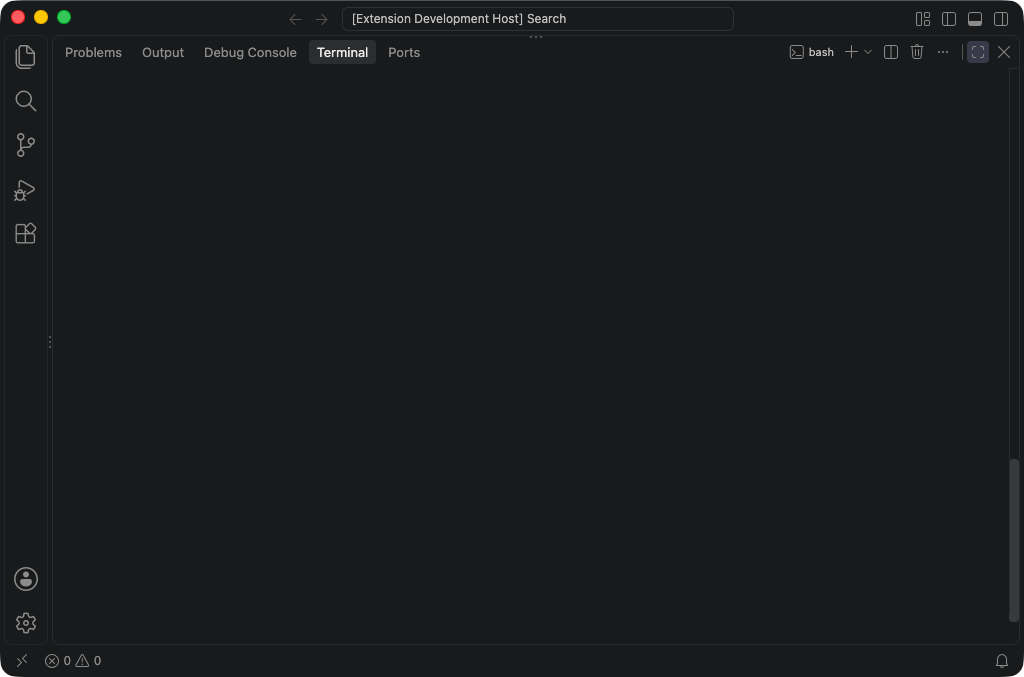 [Extension Development Host] Search
Problems Output Debug Console Terminal Ports bash
0 0